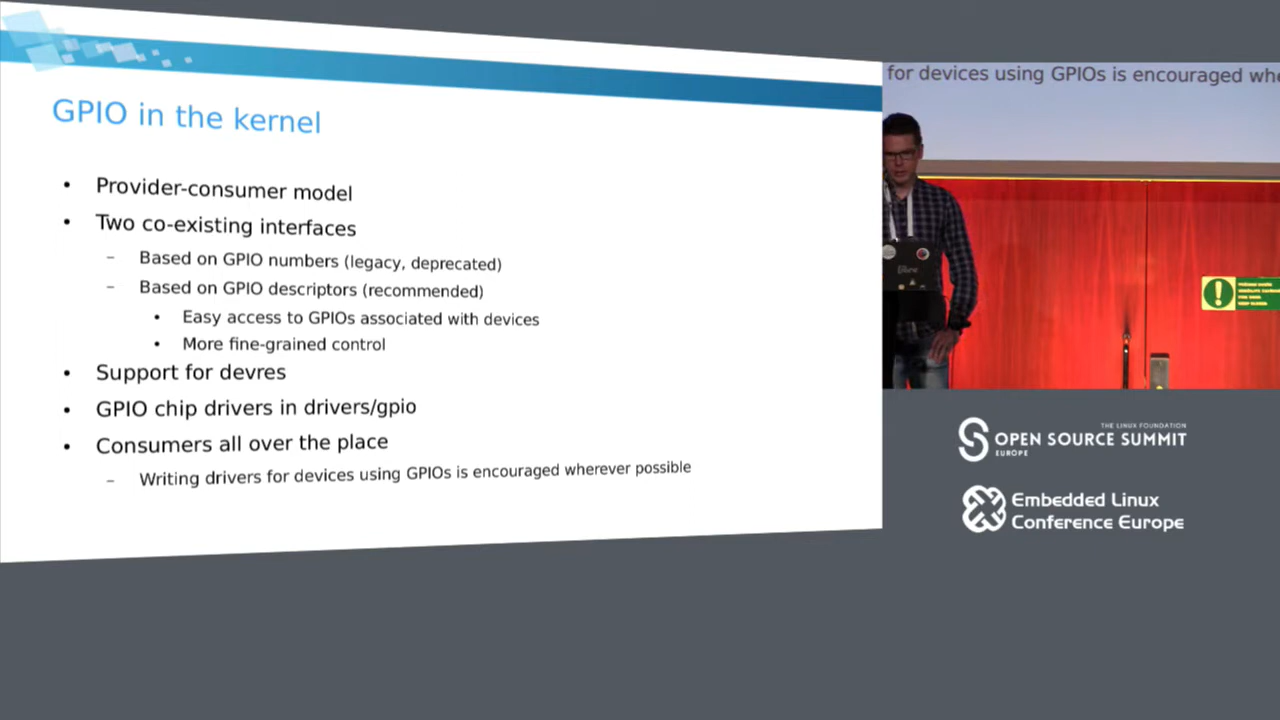 GPIO in the kernel
• Provider-consumer model
• Two co-existing interfaces
– Based on GPIO numbers (legacy, deprecated)
– Based on GPIO descriptors (recommended)
• Easy access to GPIOs associated with devices
• More fine-grained control
• Support for devres
• GPIO chip drivers in drivers/gpio
• Consumers all over the place
– Writing drivers for devices using GPIOs is encouraged wherever possible
for devices using GPIOs is encouraged whe
THE LINUX FOUNDATION
OPEN SOURCE SUMMIT
EUROPE
Embedded Linux
Conference Europe